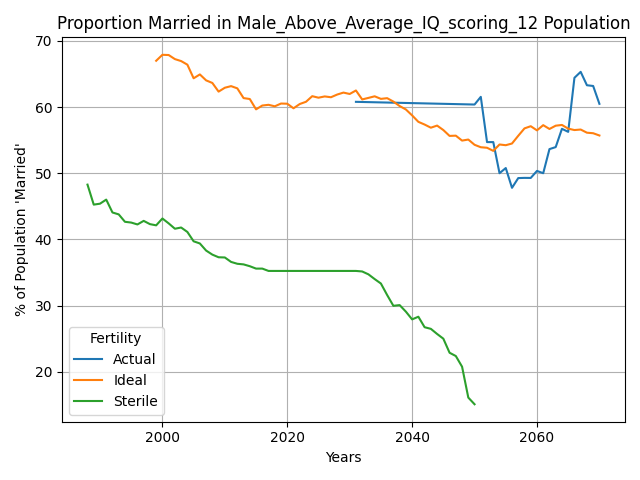 Proportion Married in Male_Above_Average_IQ_scoring_12 Population
% of Population 'Married'
70
60
50
40
30
20
Fertility
Actual
Ideal
Sterile
2000 2020 2040 2060
Years